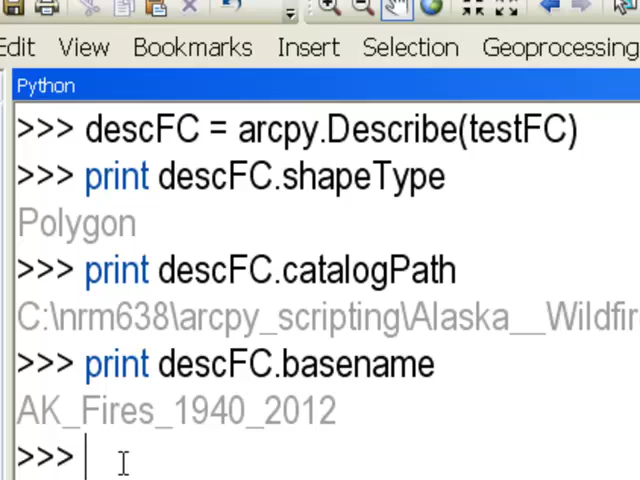 Edit View Bookmarks Insert Selection Geoprocessing
Python
>>> descFC = arcpy.Describe(testFC)
>>> print descFC.shapeType
Polygon
>>> print descFC.catalogPath
C:\nrm638\arcpy_scripting\Alaska__Wildfir
>>> print descFC.basename
AK_Fires_1940_2012
>>>